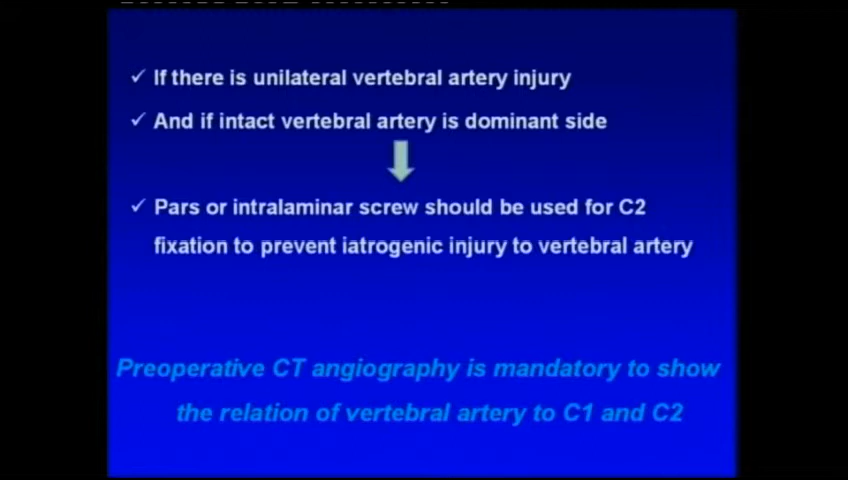 If there is unilateral vertebral artery injury
And if intact vertebral artery is dominant side
Pars or intralaminar screw should be used for C2
fixation to prevent iatrogenic injury to vertebral artery
Preoperative CT angiography is mandatory to show
the relation of vertebral artery to C1 and C2